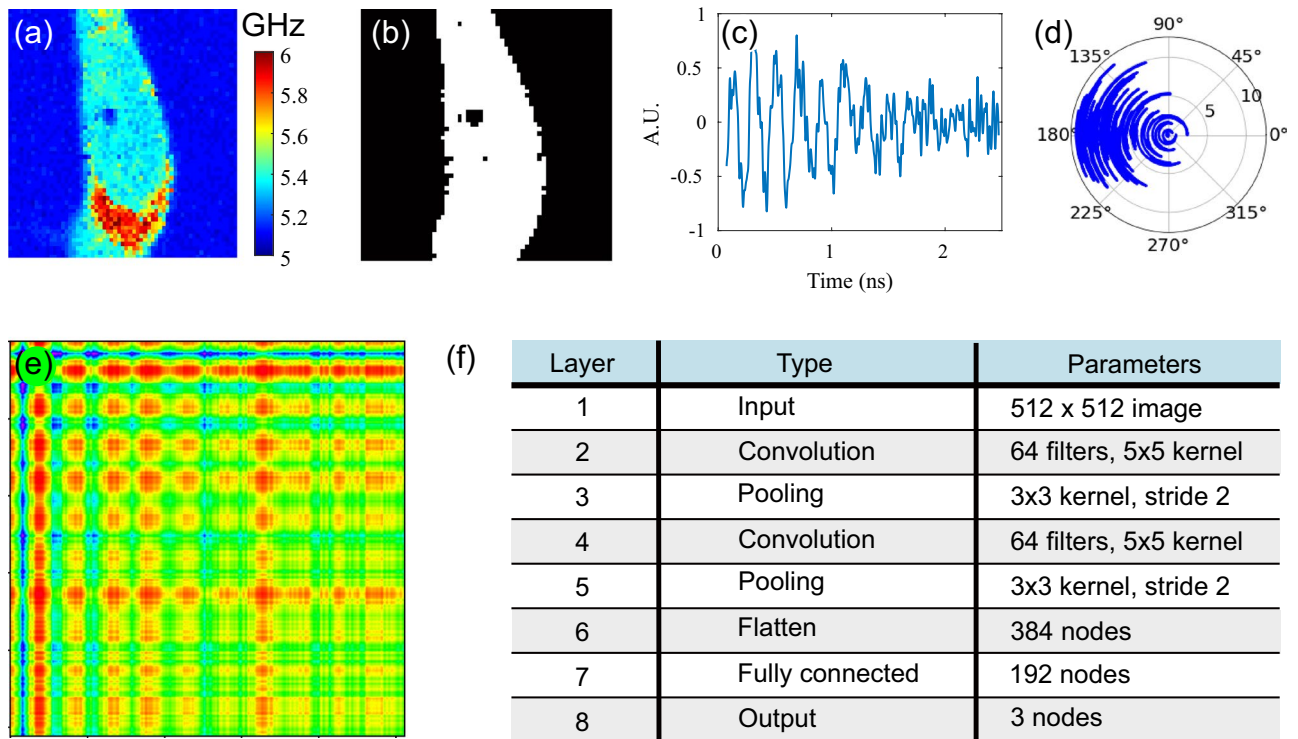 (a)
GHz
6
5.8
5.6
5.4
5.2
5
(b)
(c)
1
0.5
0
-0.5
-1
A.U.
0
1
2
Time (ns)
(d)
90°
135°
45°
10
5
180°
0°
225°
315°
270°
(e)
(f)
Layer Type Parameters
1 Input 512 x 512 image
2 Convolution 64 filters, 5x5 kernel
3 Pooling 3x3 kernel, stride 2
4 Convolution 64 filters, 5x5 kernel
5 Pooling 3x3 kernel, stride 2
6 Flatten 384 nodes
7 Fully connected 192 nodes
8 Output 3 nodes